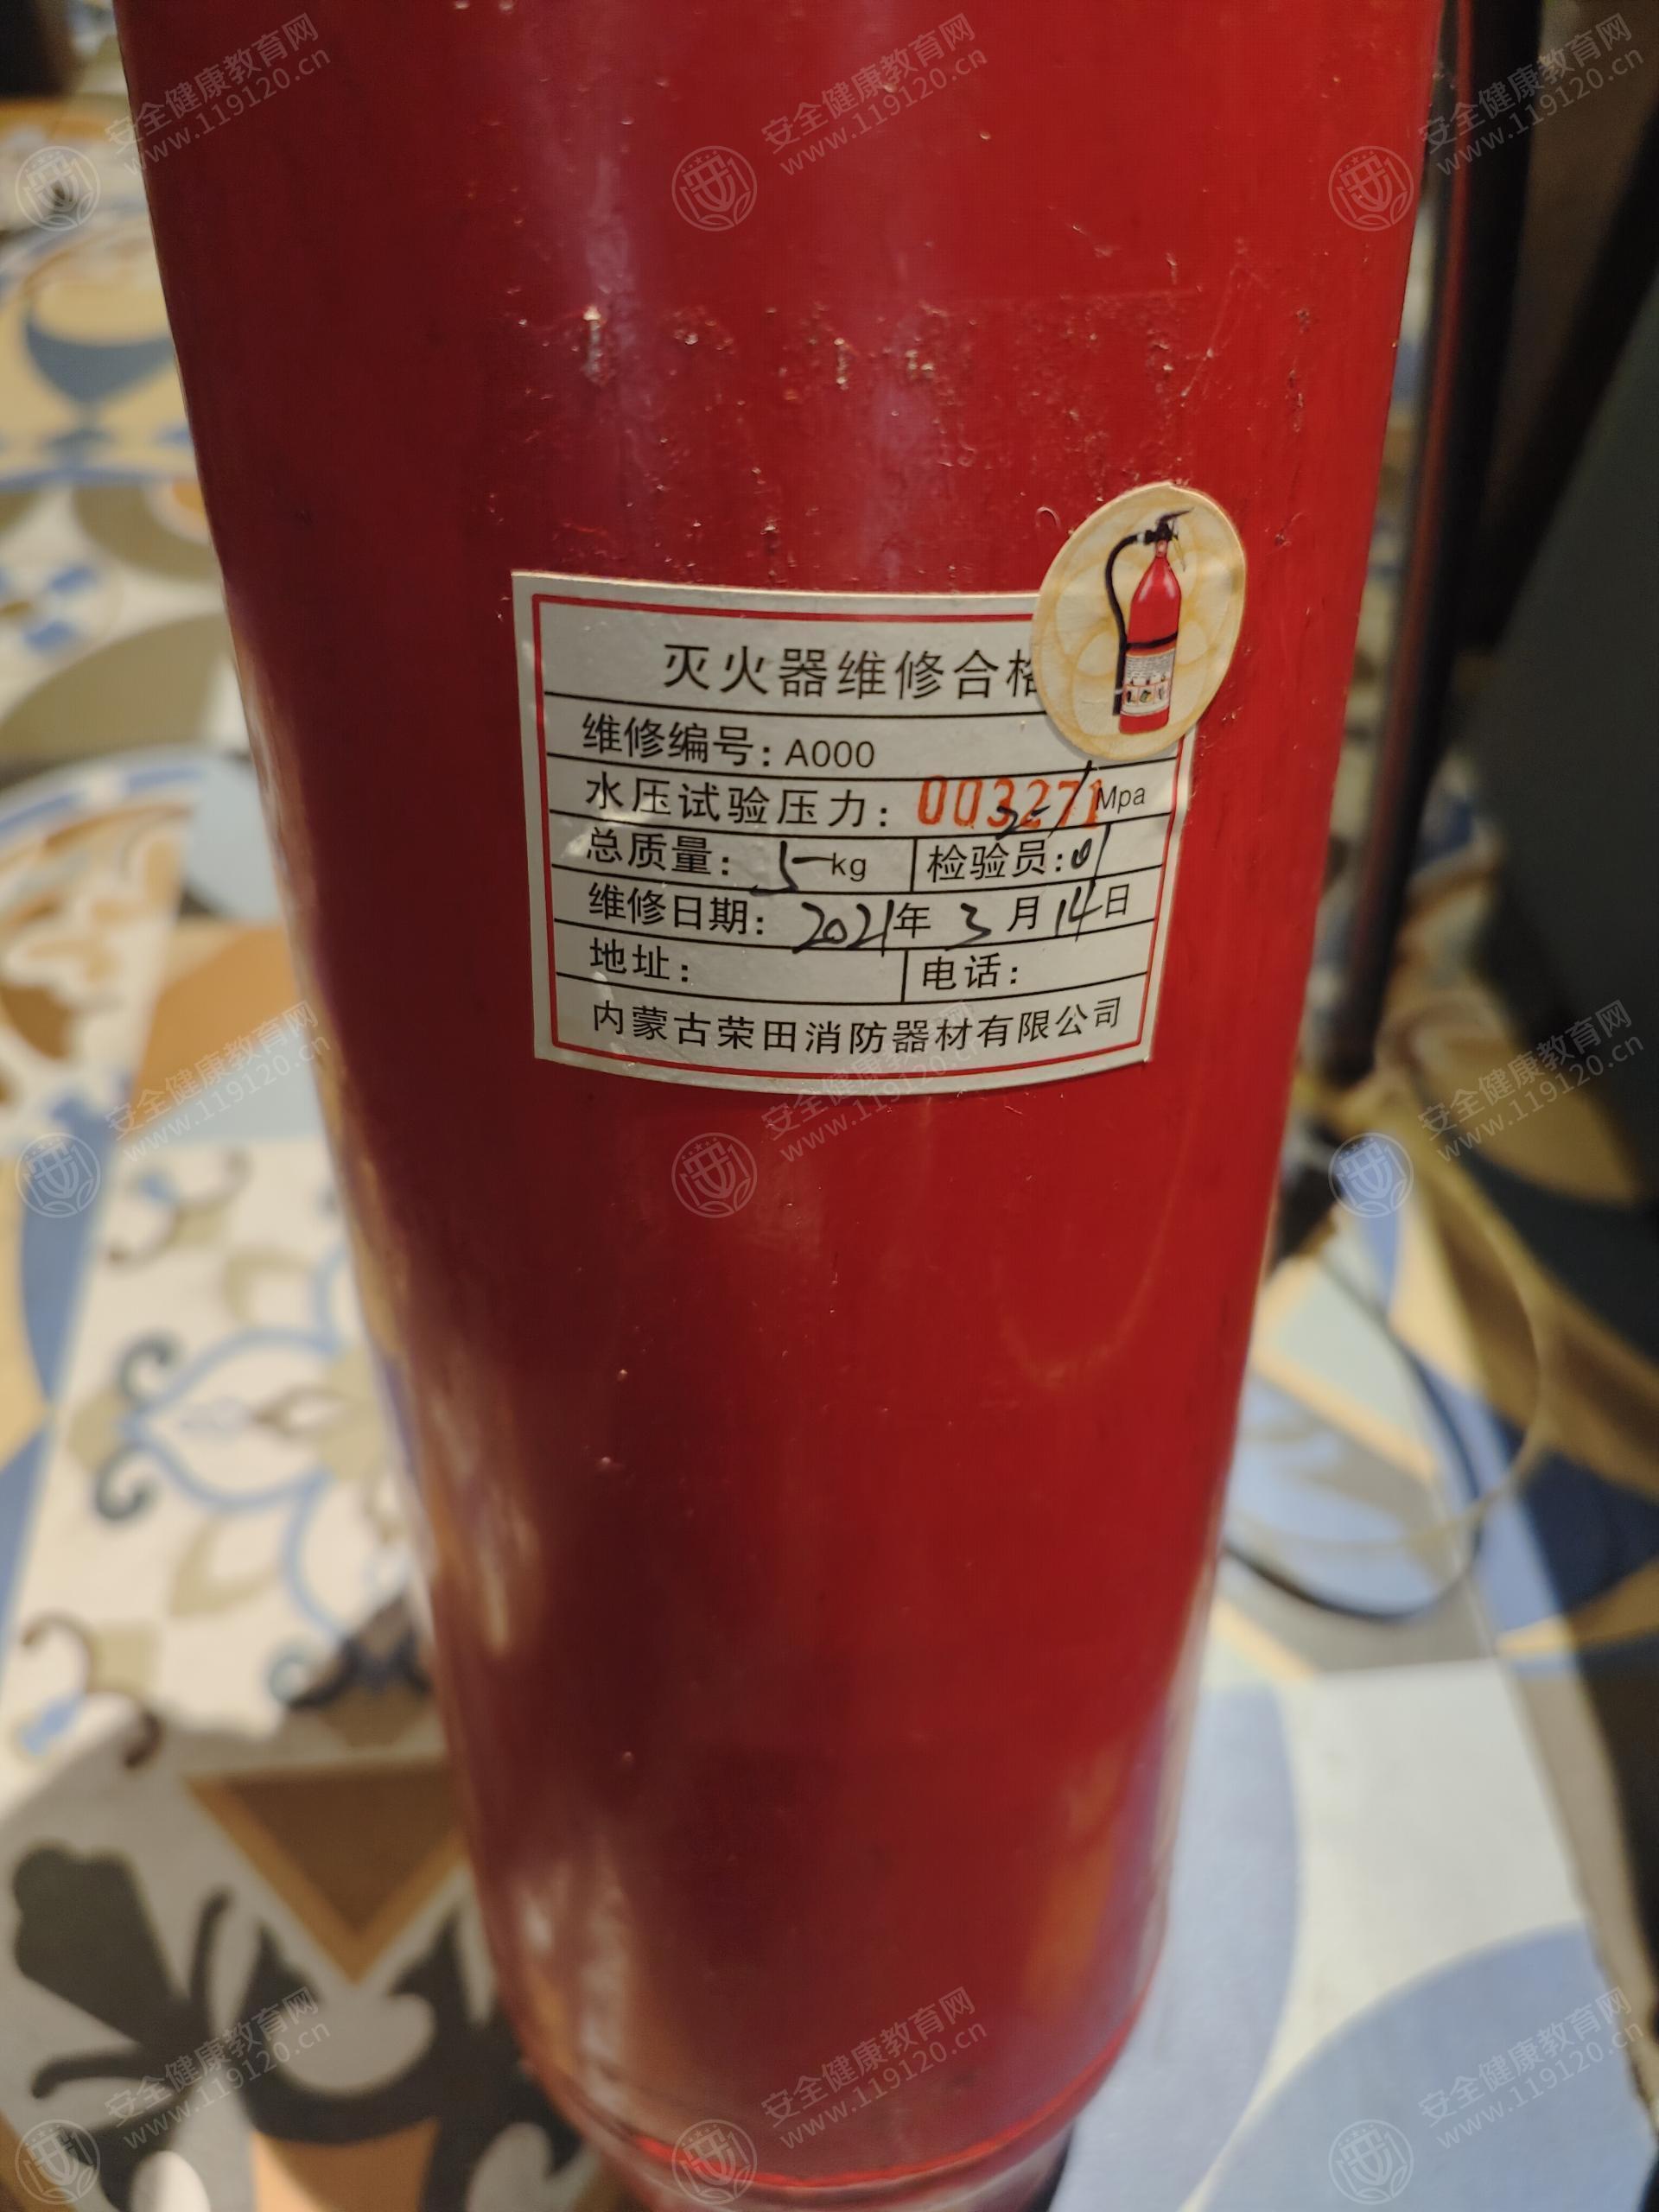 安全健康教育网
www.119120.cn
灭火器维修合格
维修编号: A000
003271
水压试验压力: 2-1 Mpa
总质量: 5 kg 检验员: 01
维修日期: 2021年 3月 14日
地址: 电话:
内蒙古荣田消防器材有限公司